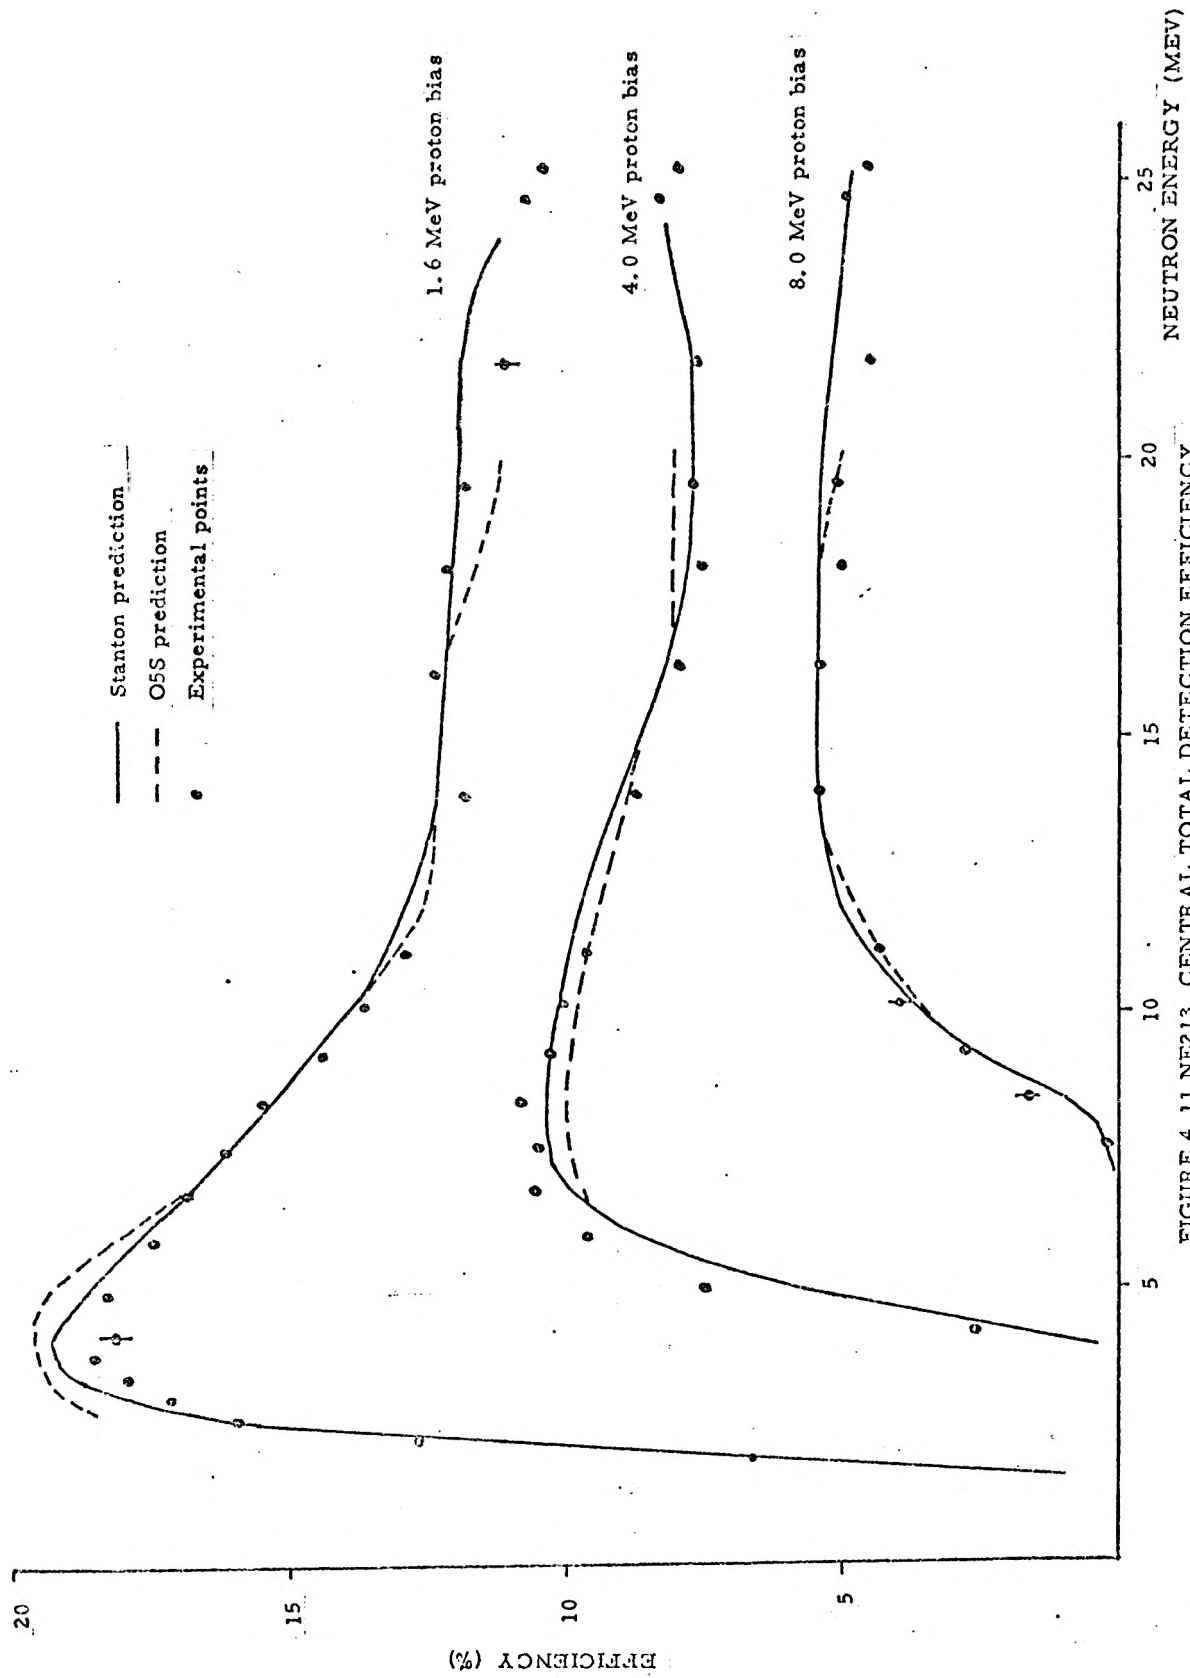 Stanton prediction
O5S prediction
Experimental points
1.6 MeV proton bias
4.0 MeV proton bias
8.0 MeV proton bias
EFFICIENCY (%)
20
15
10
5
5
10
15
20
25
NEUTRON ENERGY (MEV)
FIGURE 4.11 NE213 CENTRAL TOTAL DETECTION EFFICIENCY